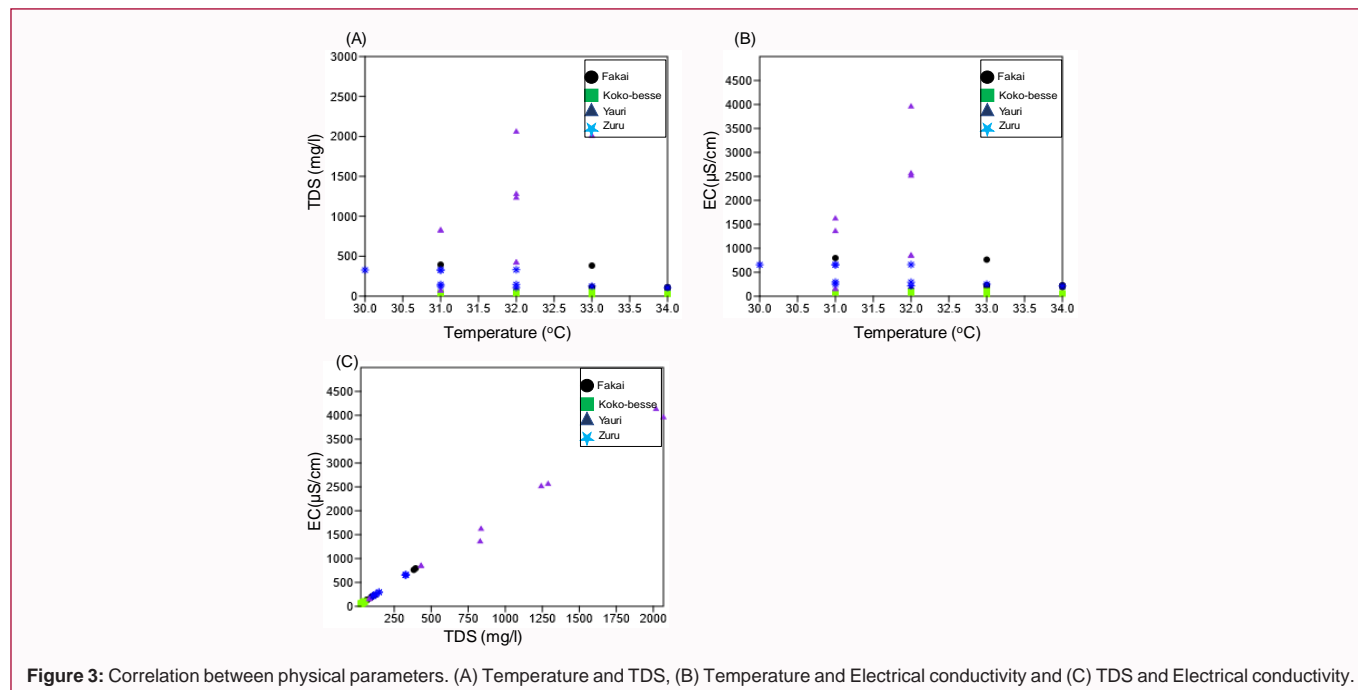 (A)
3000
2500
2000
1500
1000
500
0
TDS (mg/l)
30.0 30.5 31.0 31.5 32.0 32.5 33.0 33.5 34.0
Temperature (°C)
Fakai
Koko-besse
Yauri
Zuru
(B)
4500
4000
3500
3000
2500
2000
1500
1000
500
0
EC(µS/cm)
30.0 30.5 31.0 31.5 32.0 32.5 33.0 33.5 34.0
Temperature (°C)
Fakai
Koko-besse
Yauri
Zuru
(C)
4500
4000
3500
3000
2500
2000
1500
1000
500
0
EC(µS/cm)
250 500 750 1000 1250 1500 1750 2000
TDS (mg/l)
Fakai
Koko-besse
Yauri
Zuru
Figure 3: Correlation between physical parameters. (A) Temperature and TDS, (B) Temperature and Electrical conductivity and (C) TDS and Electrical conductivity.